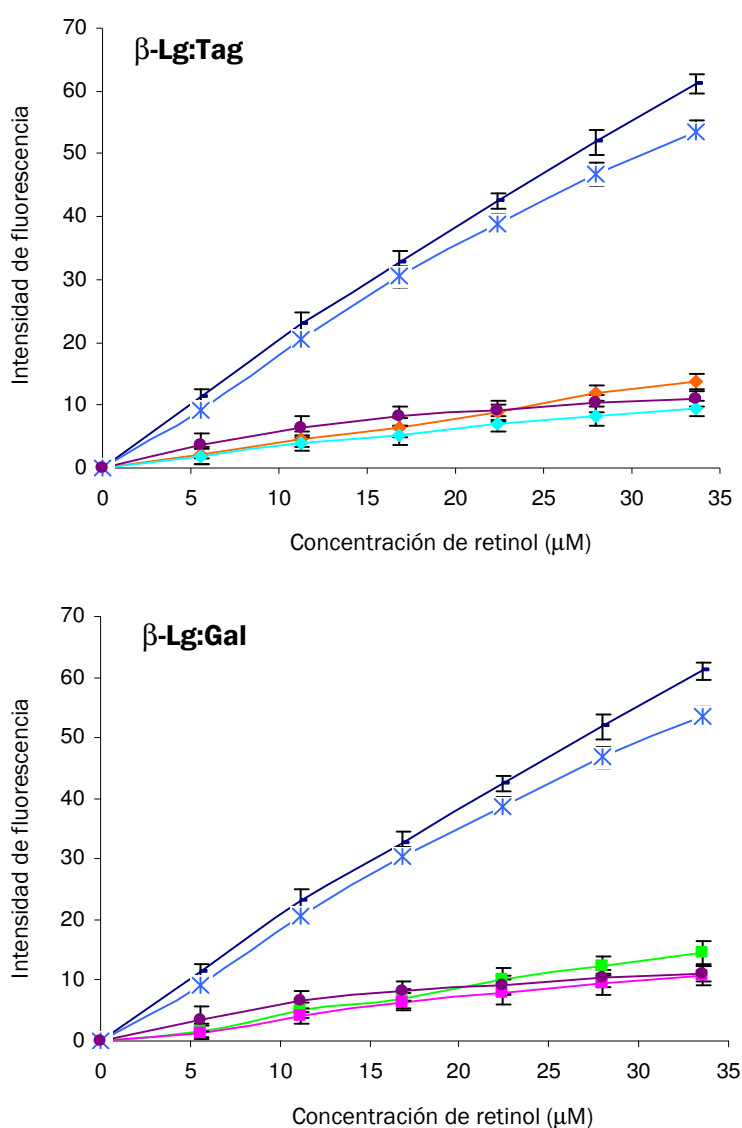 β-Lg:Tag
70
60
50
40
30
20
10
0
Intensidad de fluorescencia
0 5 10 15 20 25 30 35
Concentración de retinol (μM)
β-Lg:Gal
70
60
50
40
30
20
10
0
Intensidad de fluorescencia
0 5 10 15 20 25 30 35
Concentración de retinol (μM)